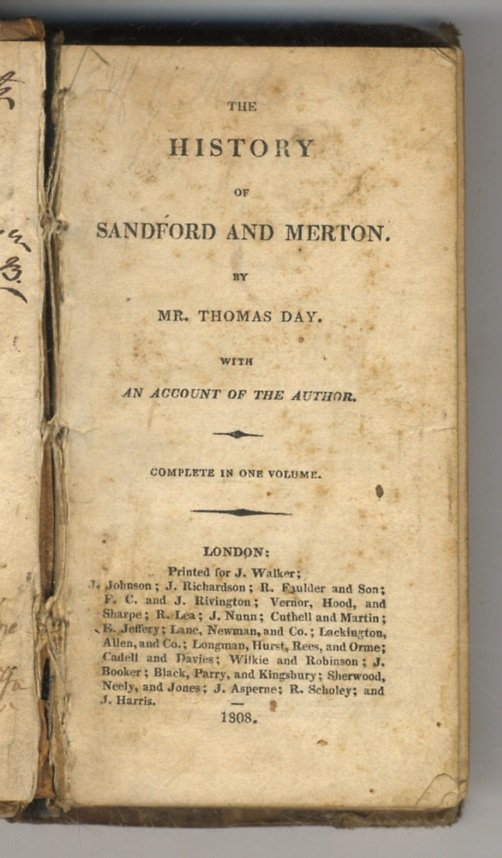 THE
HISTORY
OF
SANDFORD AND MERTON.
BY
MR. THOMAS DAY.
WITH
AN ACCOUNT OF THE AUTHOR.
COMPLETE IN ONE VOLUME.
LONDON:
Printed for J. Walker;
J. Johnson; J. Richardson; R. Faulder and Son;
F. C. and J. Rivington; Vernor, Hood, and
Sharpe; R. Lea; J. Nunn; Cuthell and Martin;
E. Jeffery; Lane, Newman, and Co.; Lackington,
Allen, and Co.; Longman, Hurst, Rees, and Orme;
Cadell and Davies; Wilkie and Robinson; J.
Booker; Black, Parry, and Kingsbury; Sherwood,
Neely, and Jones; J. Asperne; R. Scholey; and
J. Harris.
1808.